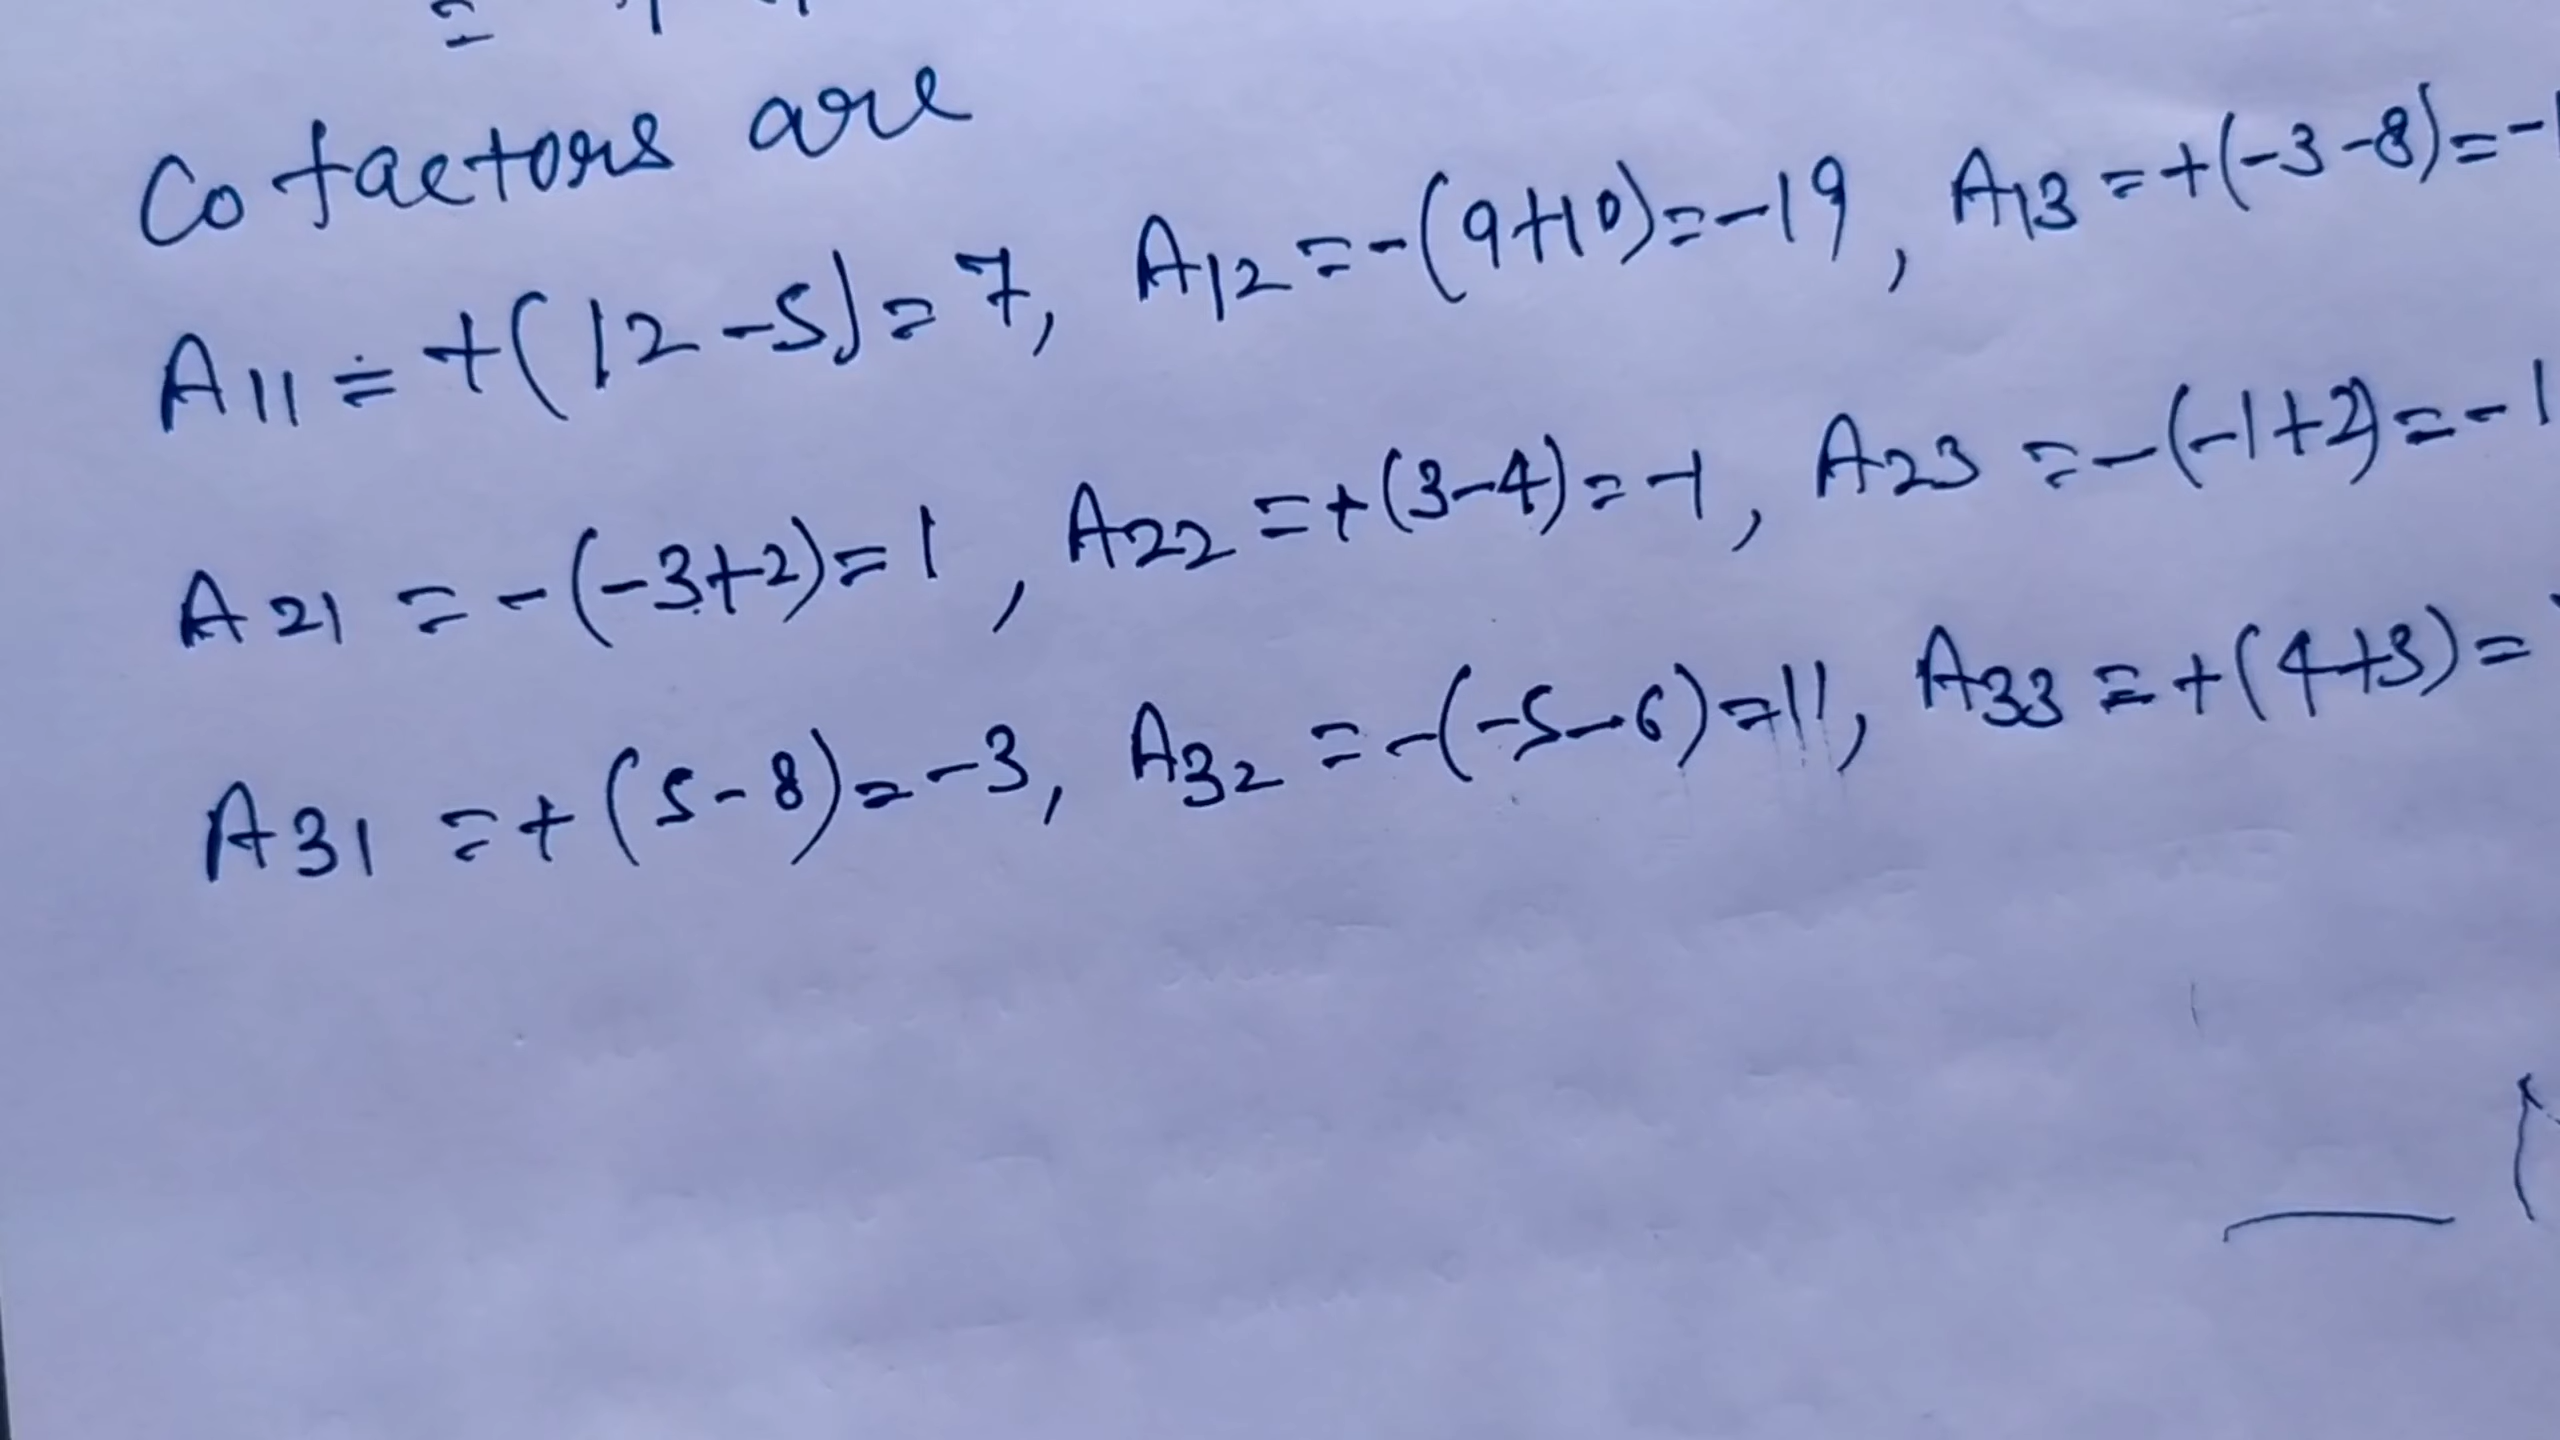 Cofactors are
A11 = +(12-5) = 7, A12 = -(9+10) = -19, A13 = +(-3-8) = -1
A21 = -(-3+2) = 1, A22 = +(3-4) = -1, A23 = -(-1+2) = -1
A31 = +(5-8) = -3, A32 = -(-5-6) = 11, A33 = +(4+3) =